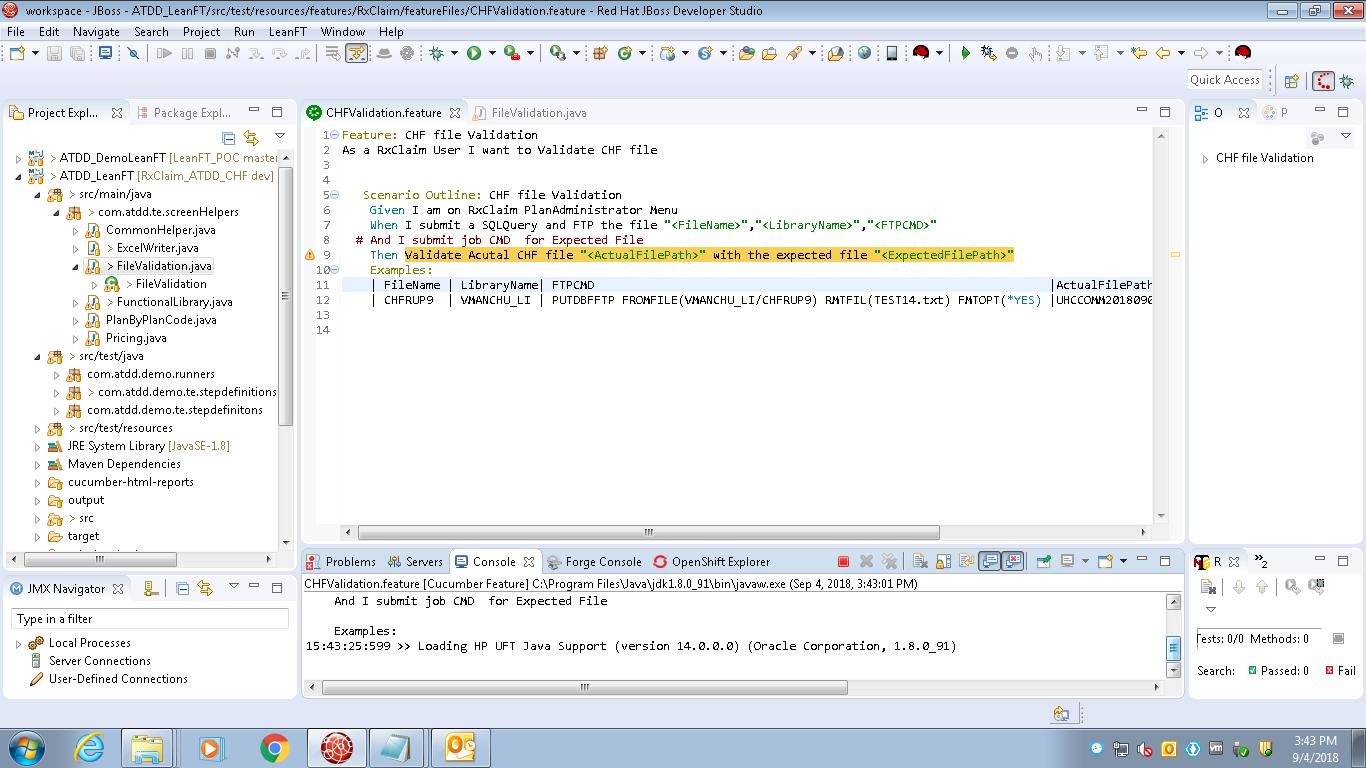 workspace - JBoss - ATDD_LeanFT/src/test/resources/features/RxClaim/featureFiles/CHFValidation.feature - Red Hat JBoss Developer Studio
File Edit Navigate Search Project Run LeanFT Window Help
Quick Access
Project Expl... Package Expl...
> ATDD_DemoLeanFT [LeanFT_POC master
> ATDD_LeanFT [RxClaim_ATDD_CHF dev]
> src/main/java
> com.atdd.te.screenHelpers
CommonHelper.java
> ExcelWriter.java
> FileValidation.java
> FileValidation
> FunctionalLibrary.java
PlanByPlanCode.java
Pricing.java
> src/test/java
com.atdd.demo.runners
> com.atdd.demo.te.stepdefinitions
com.atdd.demo.te.stepdefinitons
> src/test/resources
JRE System Library [JavaSE-1.8]
Maven Dependencies
cucumber-html-reports
output
> src
target
CHFValidation.feature FileValidation.java
1 Feature: CHF file Validation
2 As a RxClaim User I want to Validate CHF file
3
4
5 Scenario Outline: CHF file Validation
6 Given I am on RxClaim PlanAdministrator Menu
7 When I submit a SQLQuery and FTP the file "<FileName>","<LibraryName>","<FTPCMD>"
8 # And I submit job CMD  for Expected File
9 Then Validate Acutal CHF file "<ActualFilePath>" with the expected file "<ExpectedFilePath>"
10 Examples:
11 | FileName | LibraryName| FTPCMD |ActualFilePath
12 | CHFRUP9 | VMANCHU_LI | PUTDBFFTP FROMFILE(VMANCHU_LI/CHFRUP9) RMTFIL(TEST14.txt) FMTOPT(*YES) |UHCCOMM2018090
13
14
O P
CHF file Validation
JMX Navigator
Type in a filter
Local Processes
Server Connections
User-Defined Connections
Problems Servers Console Forge Console OpenShift Explorer
CHFValidation.feature [Cucumber Feature] C:\Program Files\Java\jdk1.8.0_91\bin\javaw.exe (Sep 4, 2018, 3:43:01 PM)
And I submit job CMD  for Expected File
Examples:
15:43:25:599 >> Loading HP UFT Java Support (version 14.0.0.0) (Oracle Corporation, 1.8.0_91)
R »2
Tests: 0/0 Methods: 0
Search: Passed: 0 Fail
3:43 PM
9/4/2018